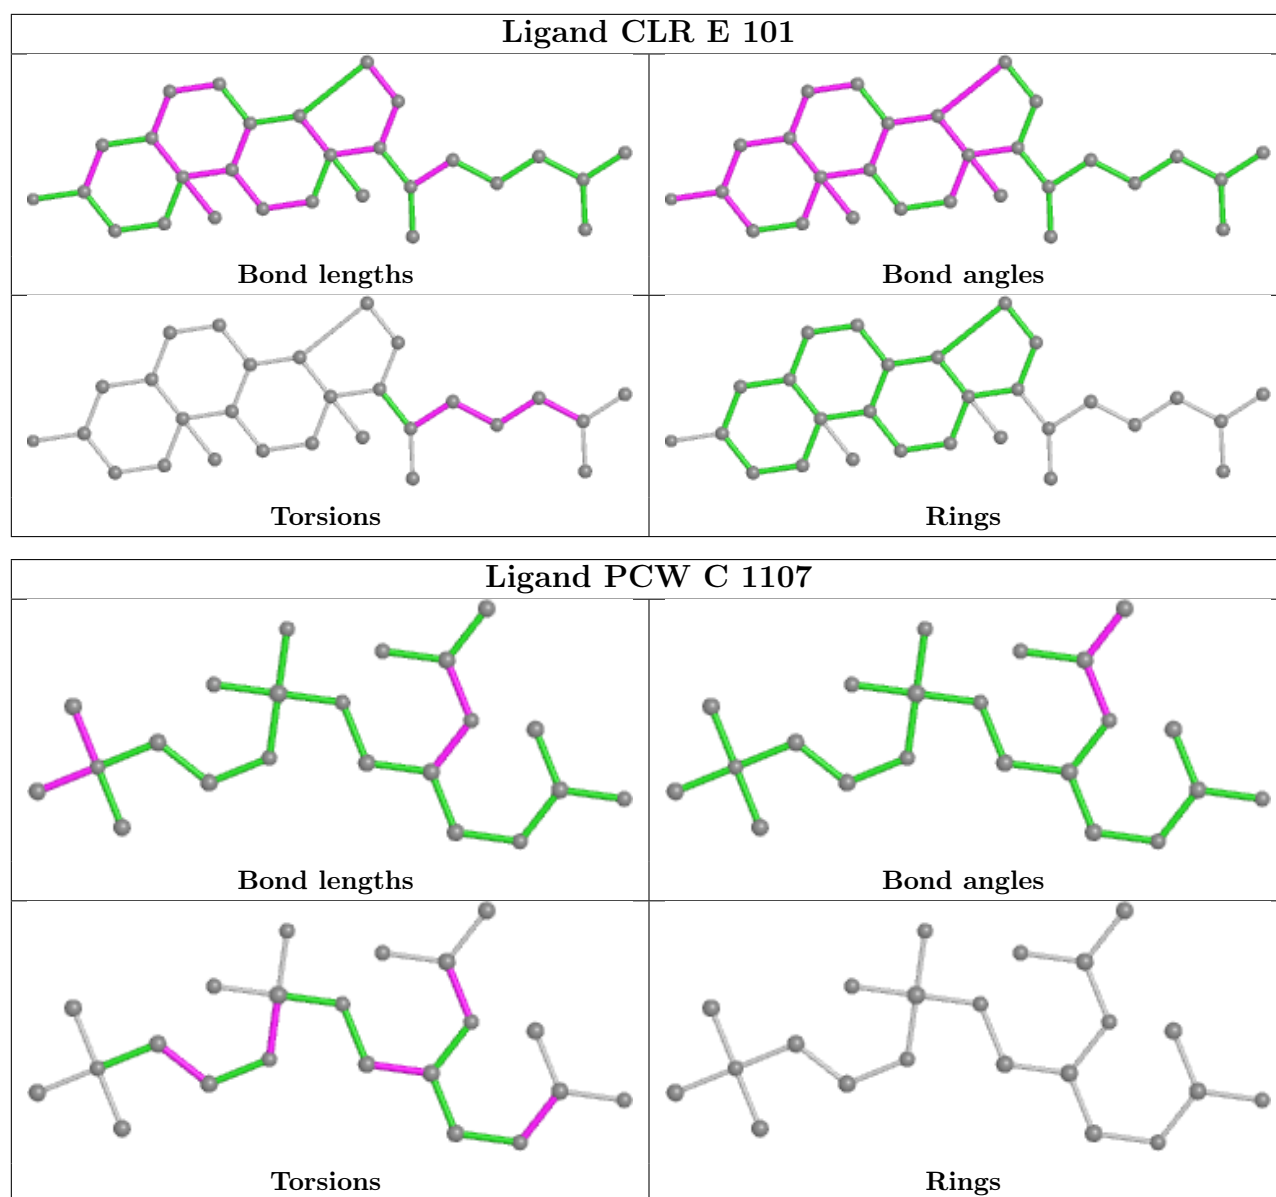 Ligand CLR E 101
Bond lengths
Bond angles
Torsions
Rings
Ligand PCW C 1107
Bond lengths
Bond angles
Torsions
Rings